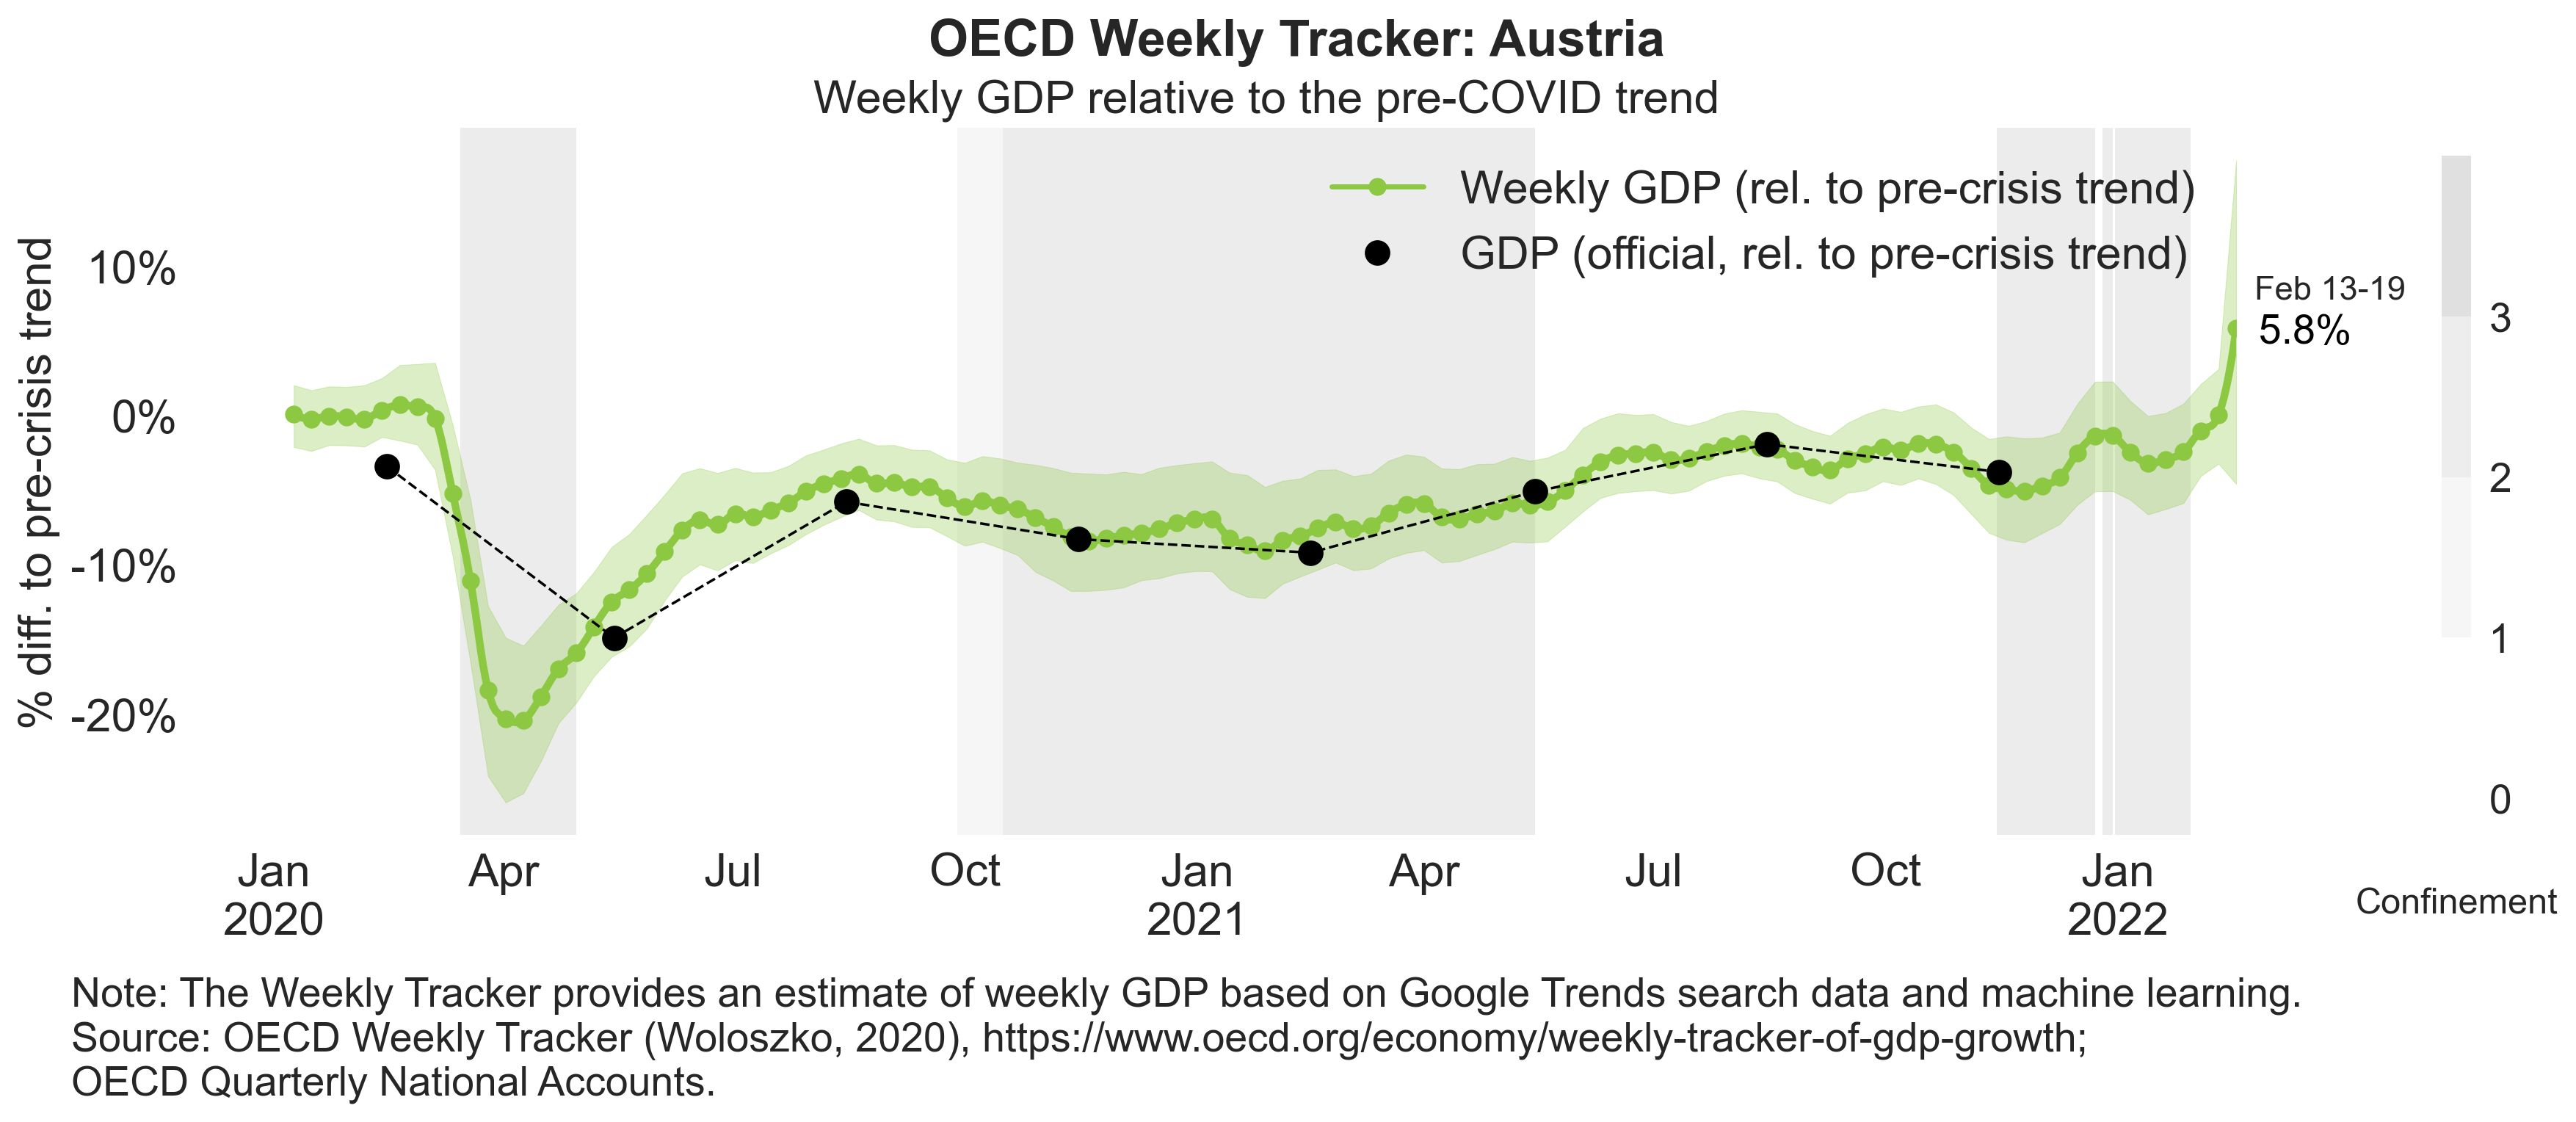 OECD Weekly Tracker: Austria
Weekly GDP relative to the pre-COVID trend
Weekly GDP (rel. to pre-crisis trend)
GDP (official, rel. to pre-crisis trend)
% diff. to pre-crisis trend
10%
0%
-10%
-20%
Feb 13-19
5.8%
3
2
1
0
Confinement
Jan Apr Jul Oct Jan Apr Jul Oct Jan
2020 2021 2022
Note: The Weekly Tracker provides an estimate of weekly GDP based on Google Trends search data and machine learning.
Source: OECD Weekly Tracker (Woloszko, 2020), https://www.oecd.org/economy/weekly-tracker-of-gdp-growth;
OECD Quarterly National Accounts.